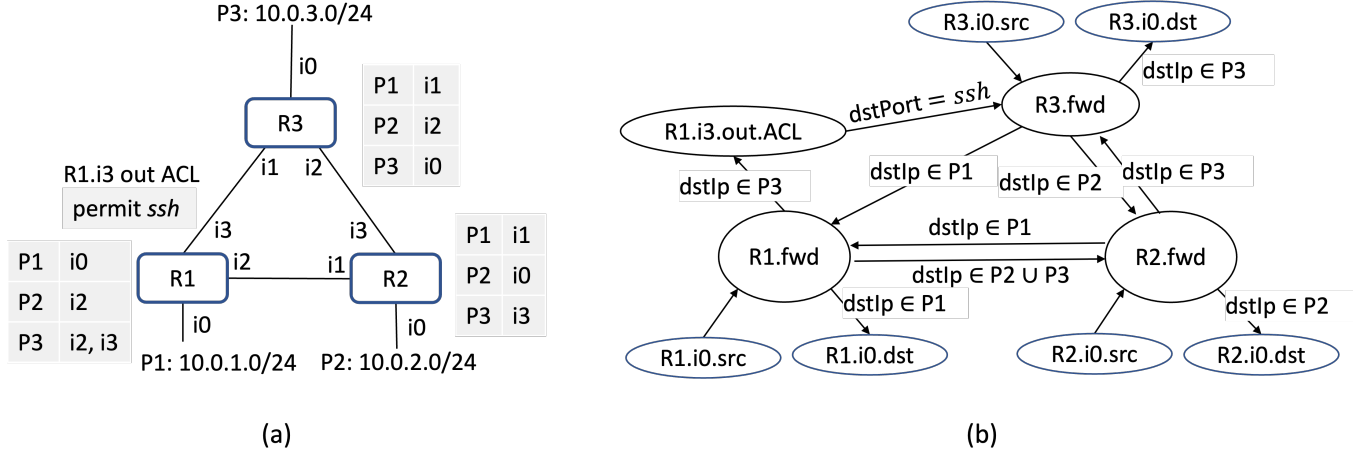 P3: 10.0.3.0/24
i0
R3
P1 i1
P2 i2
P3 i0
i1 i2
R1.i3 out ACL
permit ssh
i3 i3
P1 i0
P2 i2
P3 i2, i3
R1
i2 i1
R2
P1 i1
P2 i0
P3 i3
i0 i0
P1: 10.0.1.0/24 P2: 10.0.2.0/24
(a)
R3.i0.src R3.i0.dst
dstIp ∈ P3
R3.fwd
dstPort = ssh
R1.i3.out.ACL
dstIp ∈ P3
dstIp ∈ P1
dstIp ∈ P2
dstIp ∈ P3
R1.fwd
dstIp ∈ P1
dstIp ∈ P2 ∪ P3
R2.fwd
dstIp ∈ P1
dstIp ∈ P2
R1.i0.src R1.i0.dst
R2.i0.src R2.i0.dst
(b)